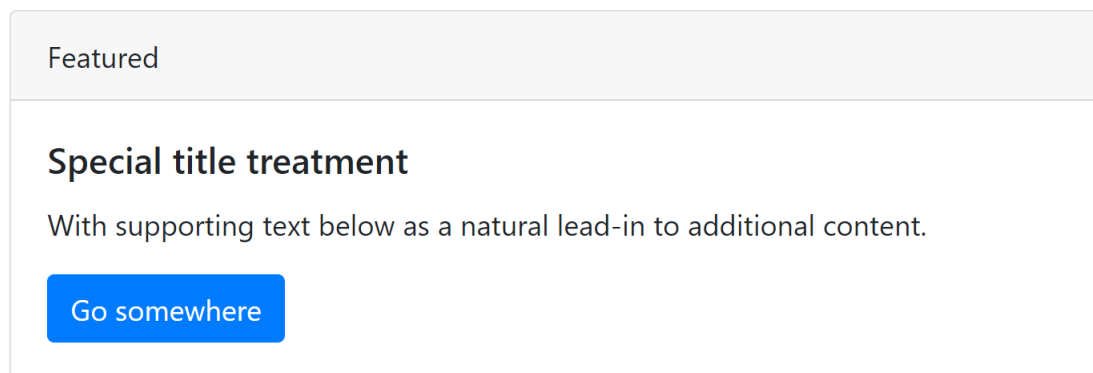 Featured
Special title treatment
With supporting text below as a natural lead-in to additional content.
Go somewhere